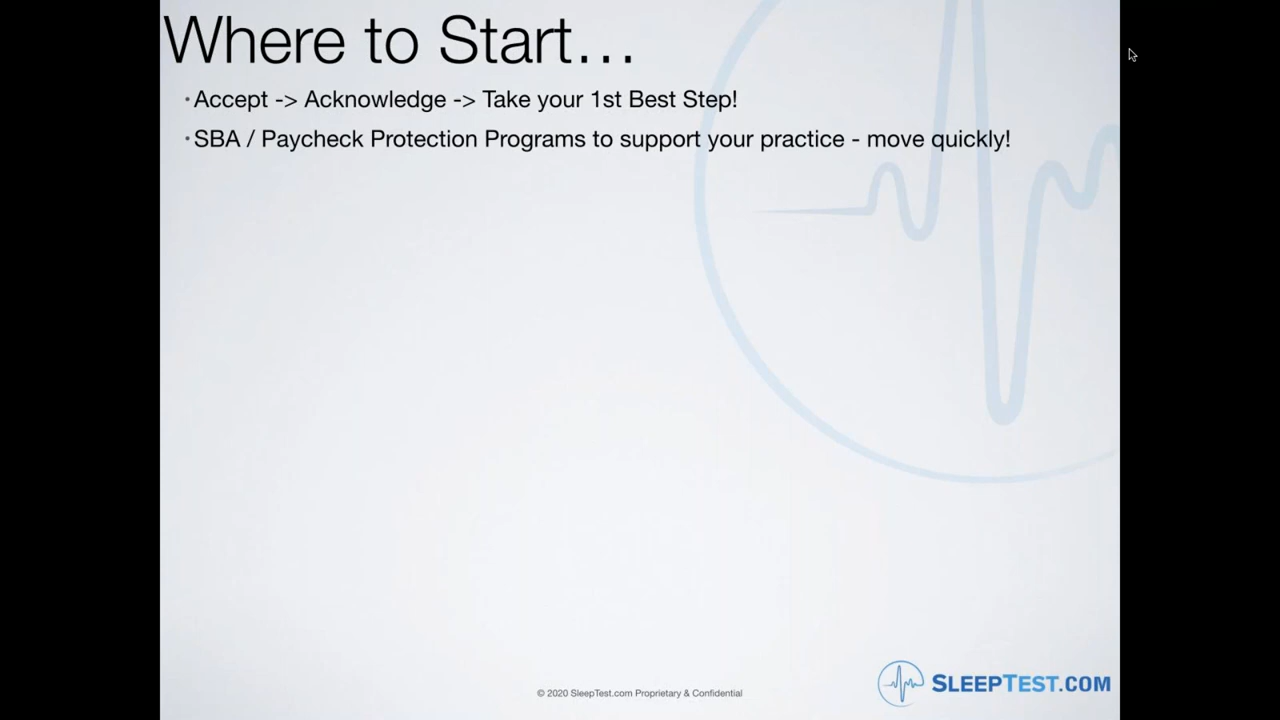 Where to Start…
· Accept -> Acknowledge -> Take your 1st Best Step!
· SBA / Paycheck Protection Programs to support your practice - move quickly!
© 2020 SleepTest.com Proprietary & Confidential
SLEEPTEST.COM